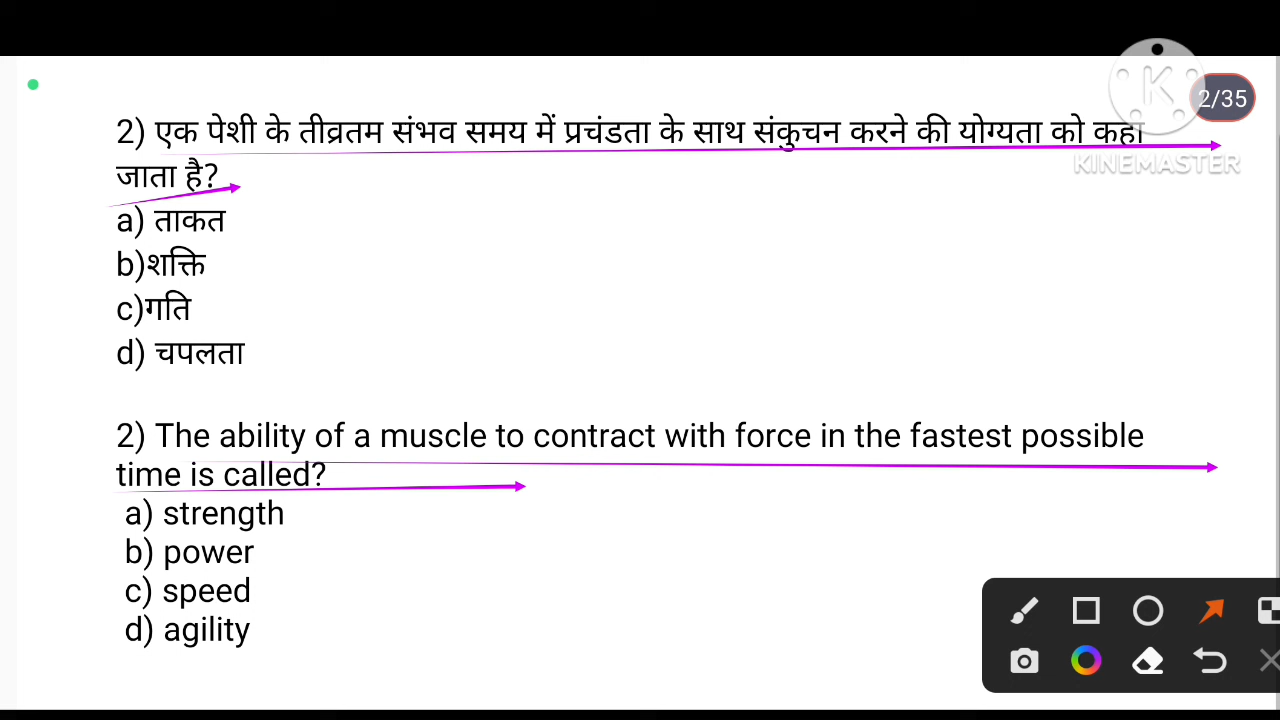 2/35
KINEMASTER
2) एक पेशी के तीव्रतम संभव समय में प्रचंडता के साथ संकुचन करने की योग्यता को कहा
जाता है?
a) ताकत
b)शक्ति
c)गति
d) चपलता
2) The ability of a muscle to contract with force in the fastest possible
time is called?
a) strength
b) power
c) speed
d) agility